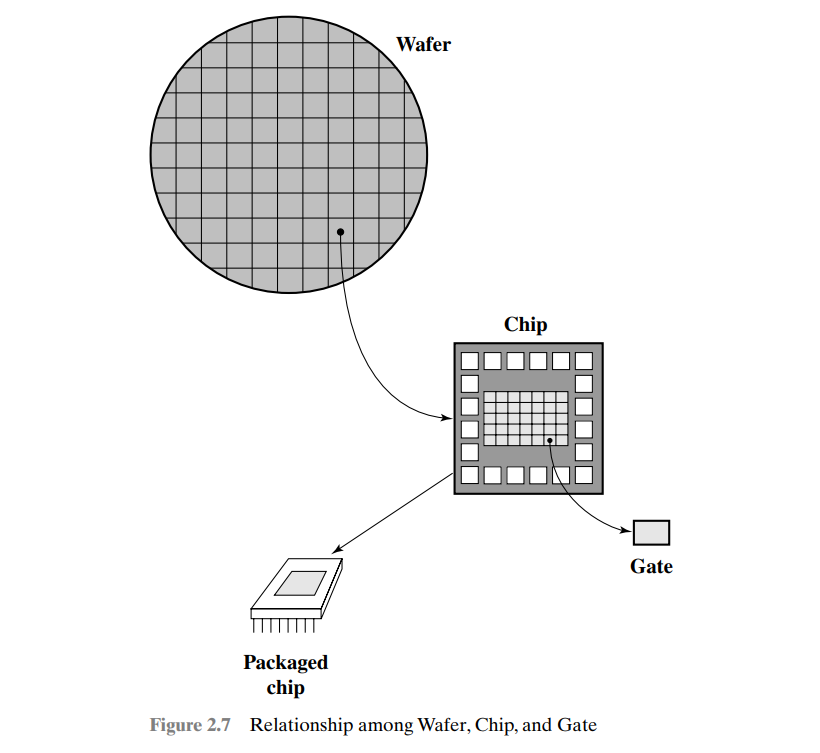 Wafer
Chip
Gate
Packaged
chip
Figure 2.7 Relationship among Wafer, Chip, and Gate